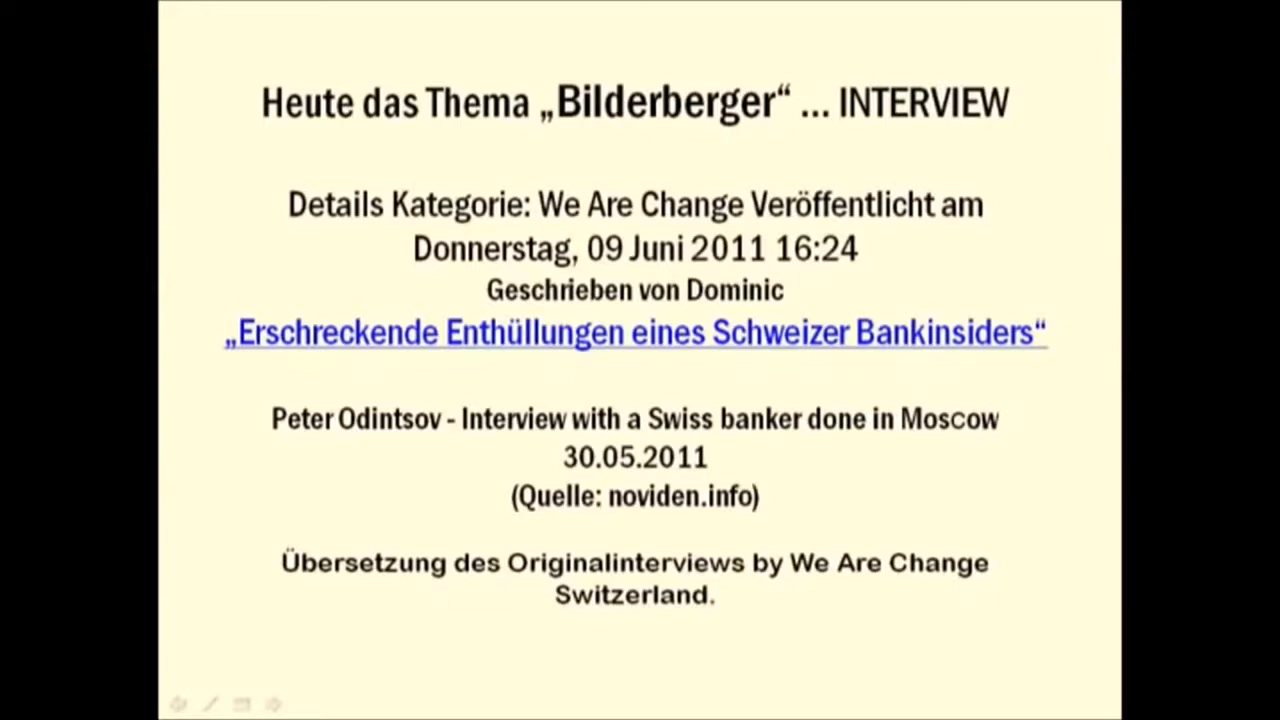 Heute das Thema „Bilderberger“ ... INTERVIEW
Details Kategorie: We Are Change Veröffentlicht am
Donnerstag, 09 Juni 2011 16:24
Geschrieben von Dominic
„Erschreckende Enthüllungen eines Schweizer Bankinsiders“
Peter Odintsov - Interview with a Swiss banker done in Moscow
30.05.2011
(Quelle: noviden.info)
Übersetzung des Originalinterviews by We Are Change
Switzerland.